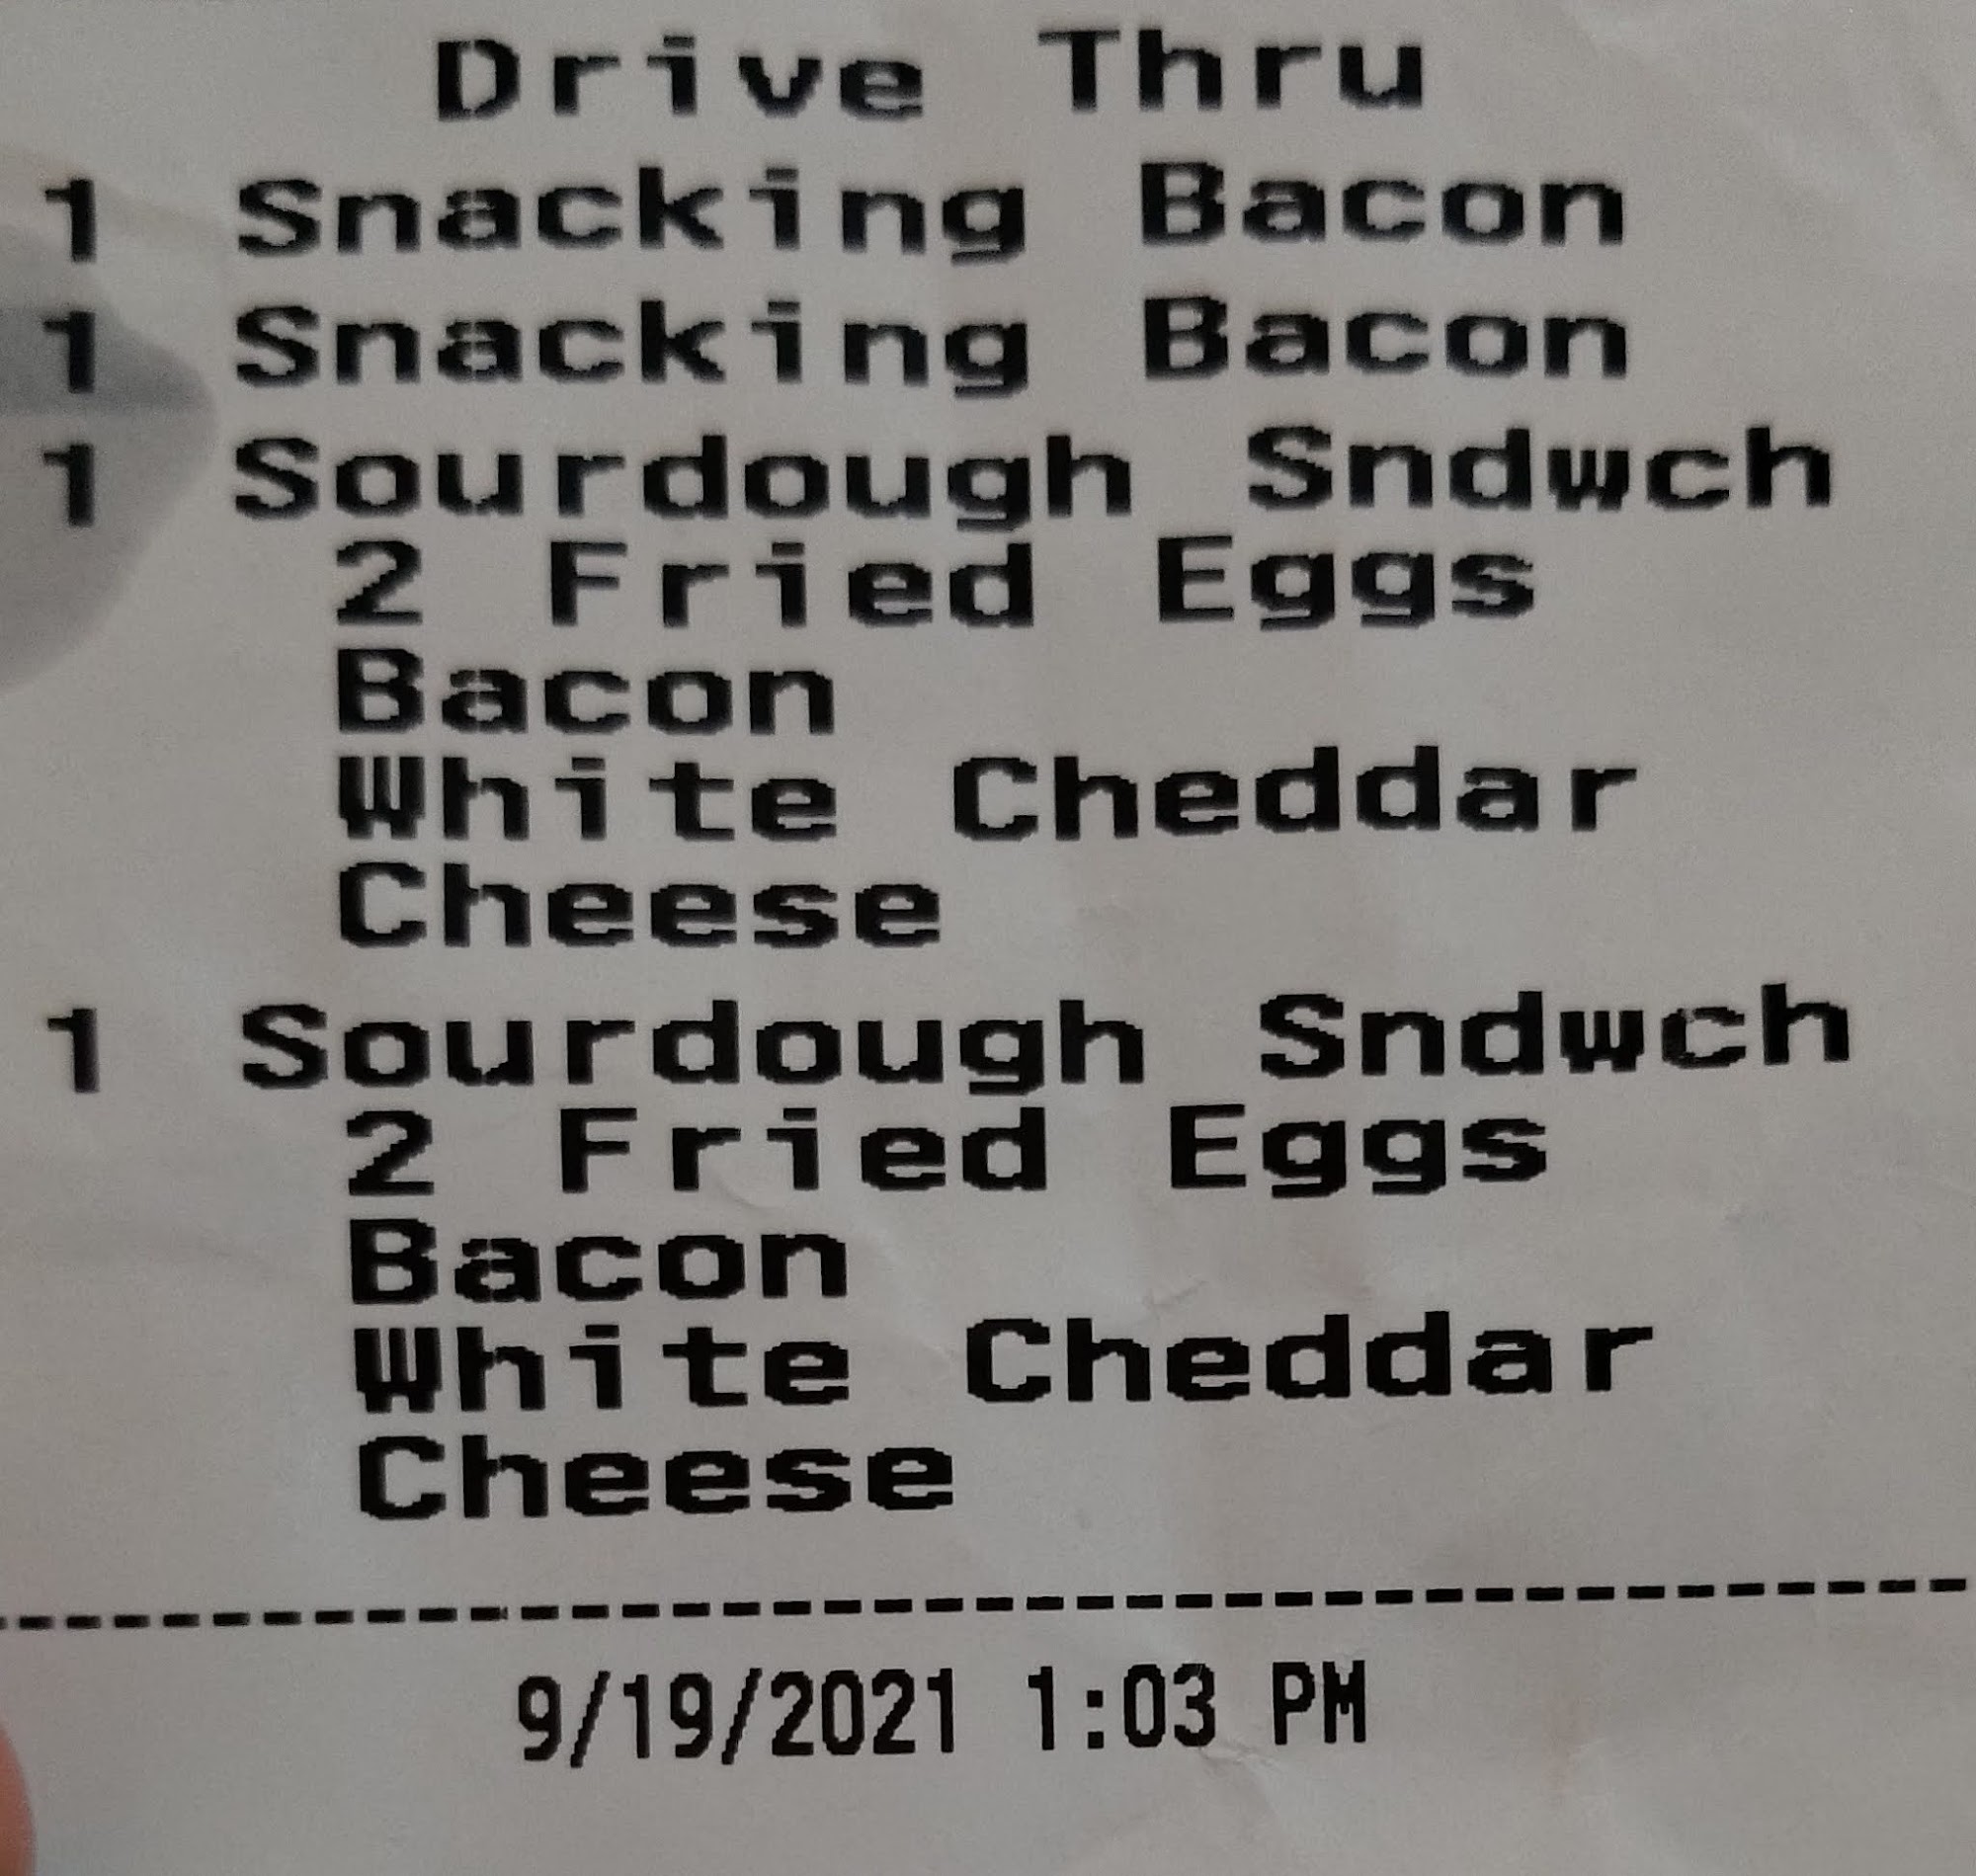 Drive Thru
1 Snacking Bacon
1 Snacking Bacon
1 Sourdough Sndwch
2 Fried Eggs
Bacon
White Cheddar
Cheese
1 Sourdough Sndwch
2 Fried Eggs
Bacon
White Cheddar
Cheese
--------------------------------
9/19/2021 1:03 PM